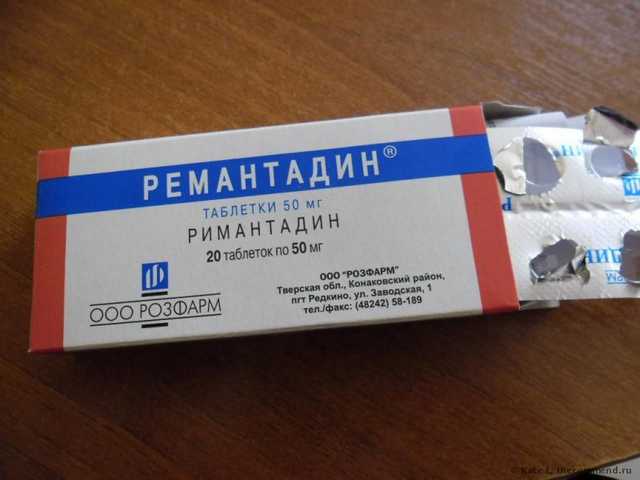 РЕМАНТАДИН®
ТАБЛЕТКИ 50 мг
РИМАНТАДИН
20 таблеток по 50 мг
ООО РОЗФАРМ
ООО "РОЗФАРМ"
Тверская обл., Конаковский район,
пгт Редкино, ул. Заводская, 1
тел./факс: (48242) 58-189